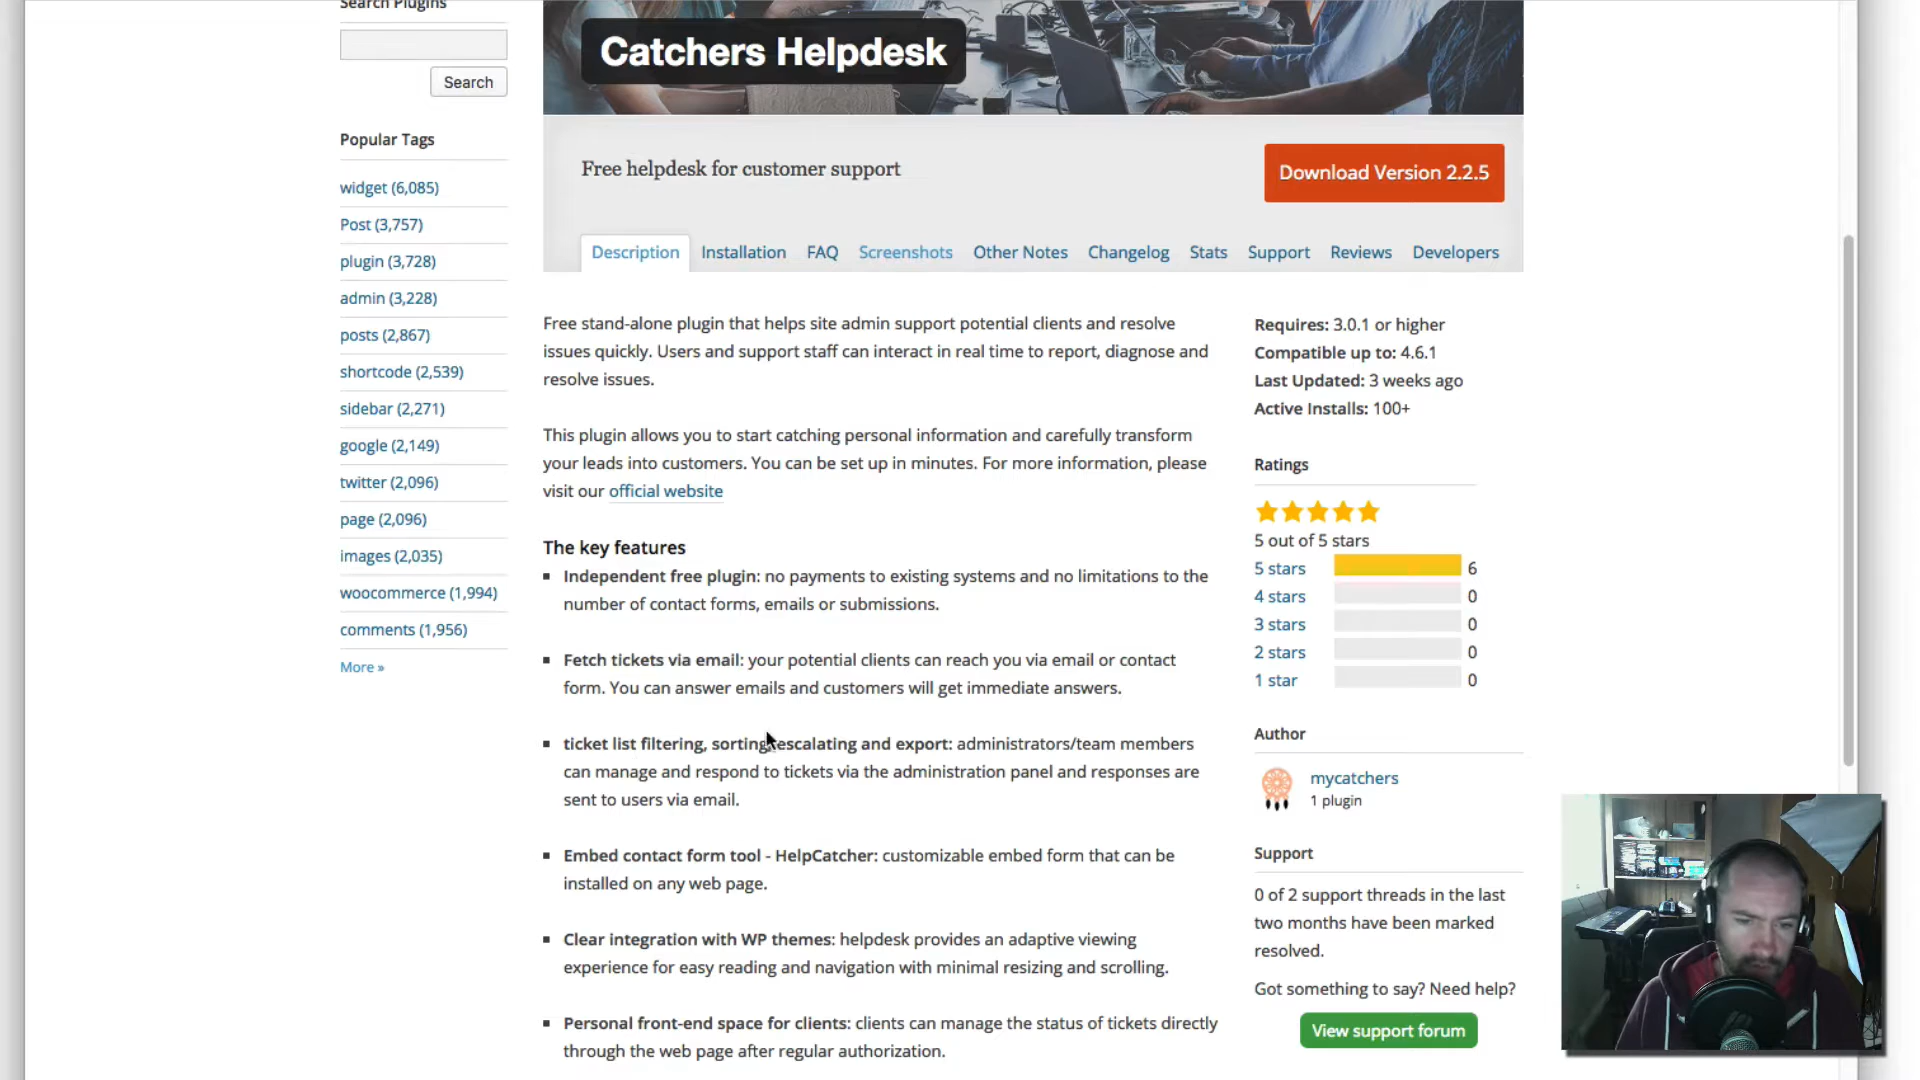 Search Plugins
Search
Popular Tags
widget (6,085)
Post (3,757)
plugin (3,728)
admin (3,228)
posts (2,867)
shortcode (2,539)
sidebar (2,271)
google (2,149)
twitter (2,096)
page (2,096)
images (2,035)
woocommerce (1,994)
comments (1,956)
More »
Catchers Helpdesk
Free helpdesk for customer support
Download Version 2.2.5
Description Installation FAQ Screenshots Other Notes Changelog Stats Support Reviews Developers
Free stand-alone plugin that helps site admin support potential clients and resolve
issues quickly. Users and support staff can interact in real time to report, diagnose and
resolve issues.
This plugin allows you to start catching personal information and carefully transform
your leads into customers. You can be set up in minutes. For more information, please
visit our official website
The key features
▪ Independent free plugin: no payments to existing systems and no limitations to the
number of contact forms, emails or submissions.
▪ Fetch tickets via email: your potential clients can reach you via email or contact
form. You can answer emails and customers will get immediate answers.
▪ ticket list filtering, sorting, escalating and export: administrators/team members
can manage and respond to tickets via the administration panel and responses are
sent to users via email.
▪ Embed contact form tool - HelpCatcher: customizable embed form that can be
installed on any web page.
▪ Clear integration with WP themes: helpdesk provides an adaptive viewing
experience for easy reading and navigation with minimal resizing and scrolling.
▪ Personal front-end space for clients: clients can manage the status of tickets directly
through the web page after regular authorization.
Requires: 3.0.1 or higher
Compatible up to: 4.6.1
Last Updated: 3 weeks ago
Active Installs: 100+
Ratings
5 out of 5 stars
5 stars 6
4 stars 0
3 stars 0
2 stars 0
1 star 0
Author
mycatchers
1 plugin
Support
0 of 2 support threads in the last
two months have been marked
resolved.
Got something to say? Need help?
View support forum